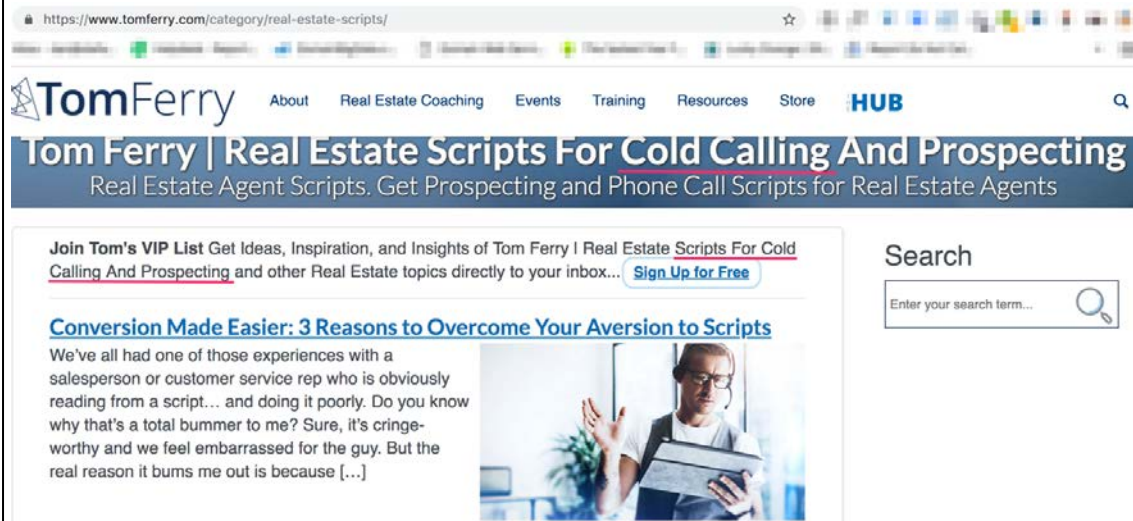 https://www.tomferry.com/category/real-estate-scripts/
TomFerry
About Real Estate Coaching Events Training Resources Store HUB
Tom Ferry | Real Estate Scripts For Cold Calling And Prospecting
Real Estate Agent Scripts. Get Prospecting and Phone Call Scripts for Real Estate Agents
Join Tom's VIP List Get Ideas, Inspiration, and Insights of Tom Ferry | Real Estate Scripts For Cold
Calling And Prospecting and other Real Estate topics directly to your inbox... Sign Up for Free
Search
Enter your search term...
Conversion Made Easier: 3 Reasons to Overcome Your Aversion to Scripts
We've all had one of those experiences with a
salesperson or customer service rep who is obviously
reading from a script… and doing it poorly. Do you know
why that's a total bummer to me? Sure, it's cringe-
worthy and we feel embarrassed for the guy. But the
real reason it bums me out is because […]